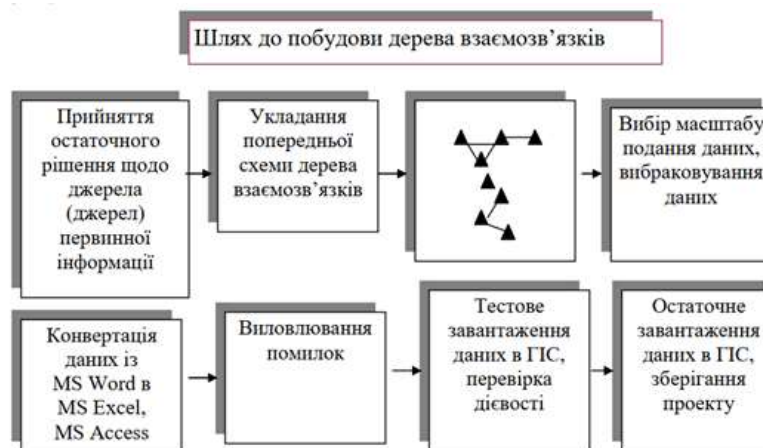 Шлях до побудови дерева взаємозв’язків
Прийняття
остаточного
рішення щодо
джерела
(джерел)
первинної
інформації
Укладання
попередньої
схеми дерева
взаємозв’язків
Вибір масштабу
подання даних,
вибраковування
даних
Конвертація
даних із
MS Word в
MS Excel,
MS Access
Виловлювання
помилок
Тестове
завантаження
даних в ГІС,
перевірка
дієвості
Остаточне
завантаження
даних в ГІС,
зберігання
проекту